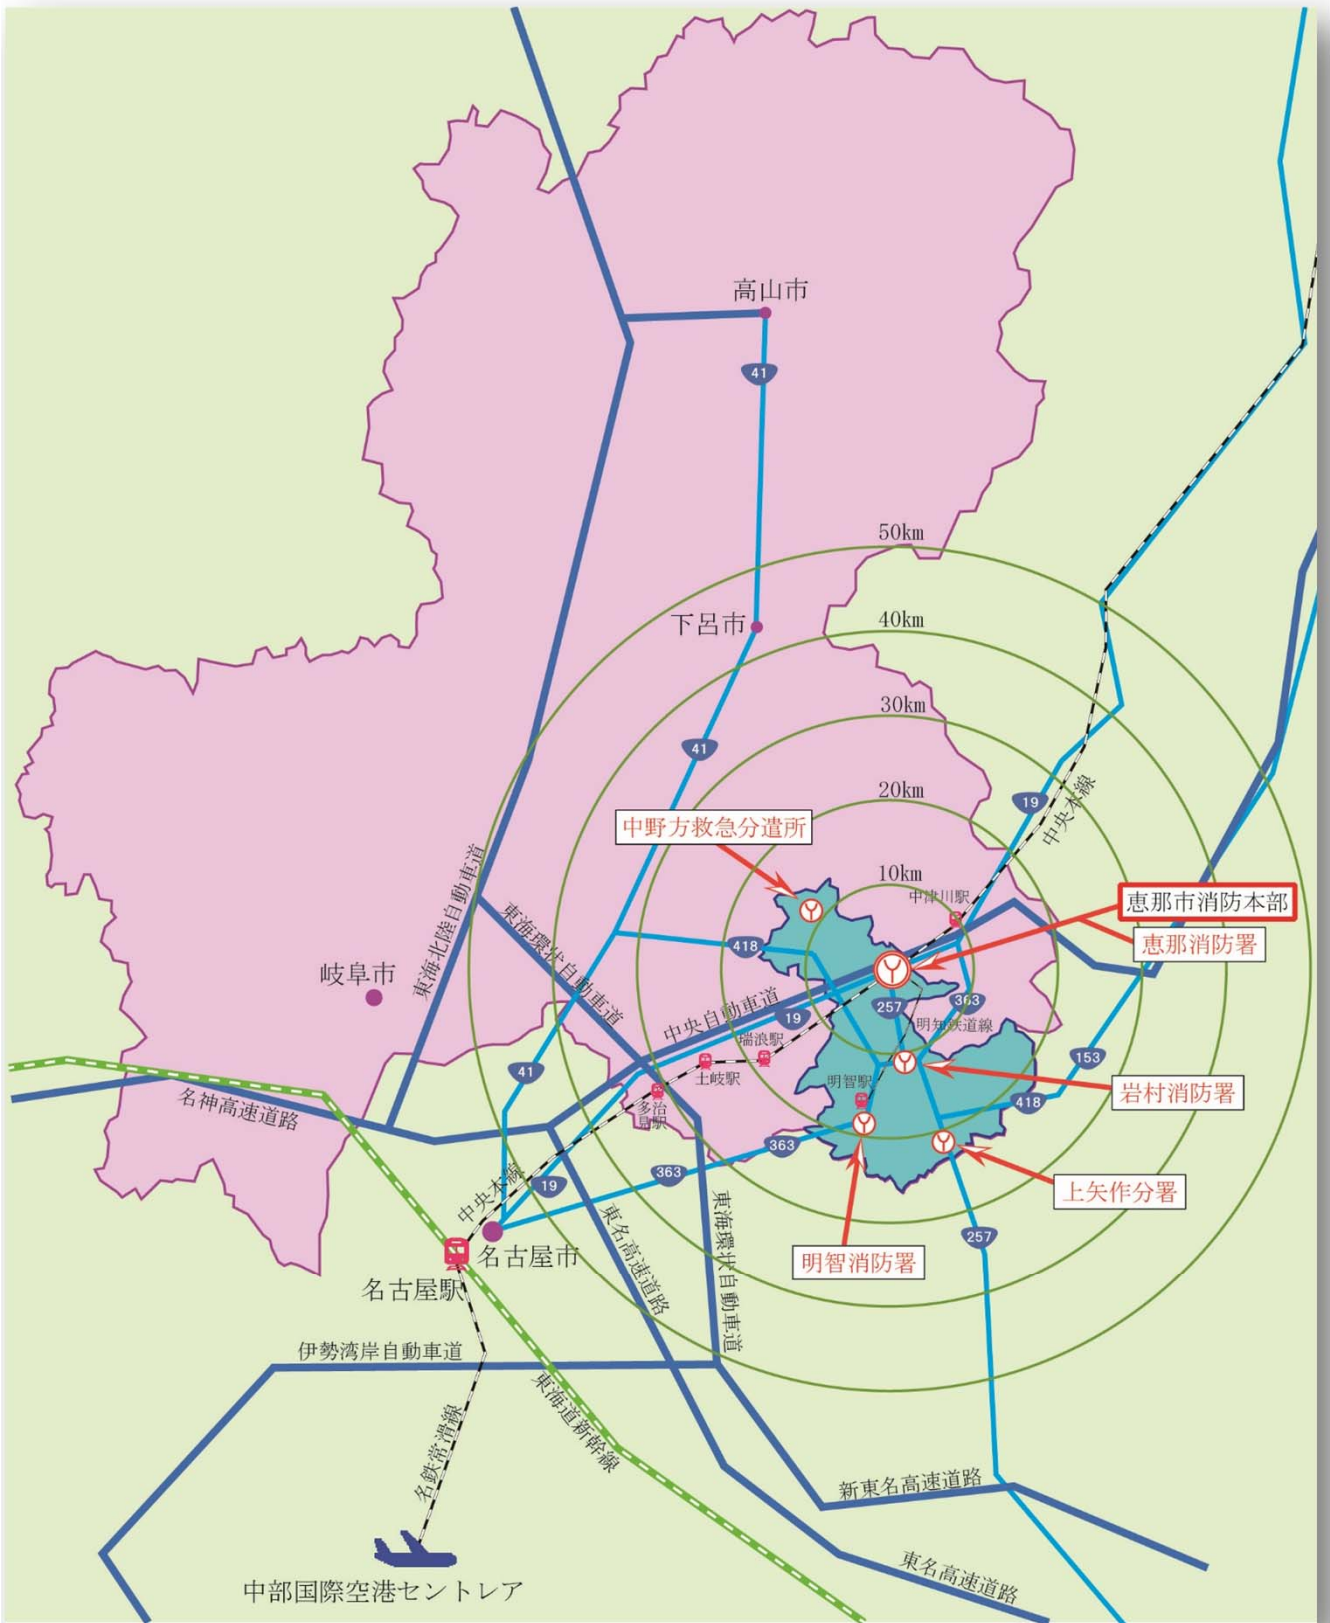 高山市
41
50km
下呂市
40km
30km
41
20km
19
中央本線
中野方救急分遣所
10km
中津川駅
恵那市消防本部
恵那消防署
東海北陸自動車道
東海環状自動車道
418
岐阜市
中央自動車道
19
257
363
明知鉄道線
瑞浪駅
土岐駅
多治
見駅
明智駅
153
418
岩村消防署
41
名神高速道路
363
363
上矢作分署
中央本線
19
東名高速道路
東海環状自動車道
257
明智消防署
名古屋市
名古屋駅
伊勢湾岸自動車道
東海道新幹線
名鉄常滑線
新東名高速道路
東名高速道路
中部国際空港セントレア